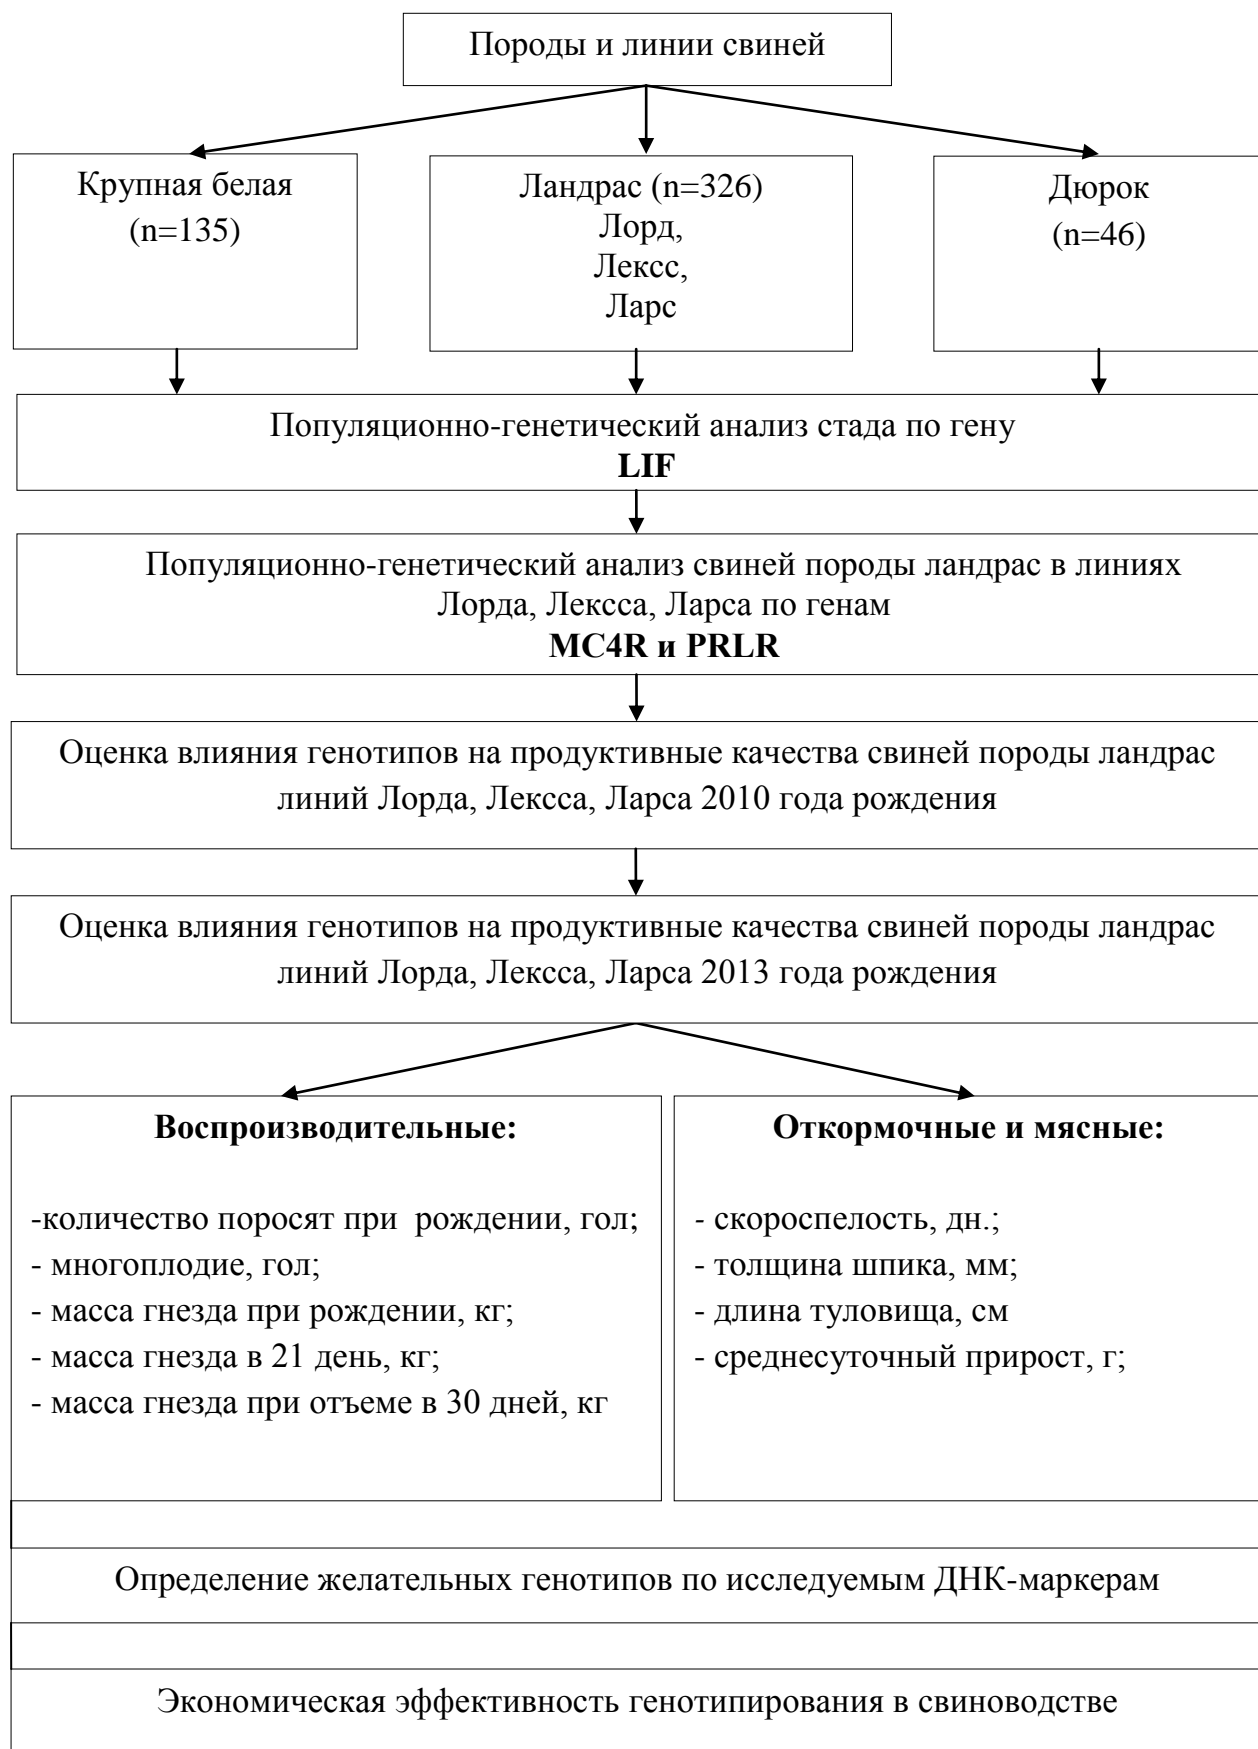 Породы и линии свиней
Крупная белая
(n=135)
Ландрас (n=326)
Лорд,
Лексс,
Ларс
Дюрок
(n=46)
Популяционно-генетический анализ стада по гену
LIF
Популяционно-генетический анализ свиней породы ландрас в линиях
Лорда, Лексса, Ларса по генам
MC4R и PRLR
Оценка влияния генотипов на продуктивные качества свиней породы ландрас
линий Лорда, Лексса, Ларса 2010 года рождения
Оценка влияния генотипов на продуктивные качества свиней породы ландрас
линий Лорда, Лексса, Ларса 2013 года рождения
Воспроизводительные:
-количество поросят при рождении, гол;
- многоплодие, гол;
- масса гнезда при рождении, кг;
- масса гнезда в 21 день, кг;
- масса гнезда при отъеме в 30 дней, кг
Откормочные и мясные:
- скороспелость, дн.;
- толщина шпика, мм;
- длина туловища, см
- среднесуточный прирост, г;
Определение желательных генотипов по исследуемым ДНК-маркерам
Экономическая эффективность генотипирования в свиноводстве